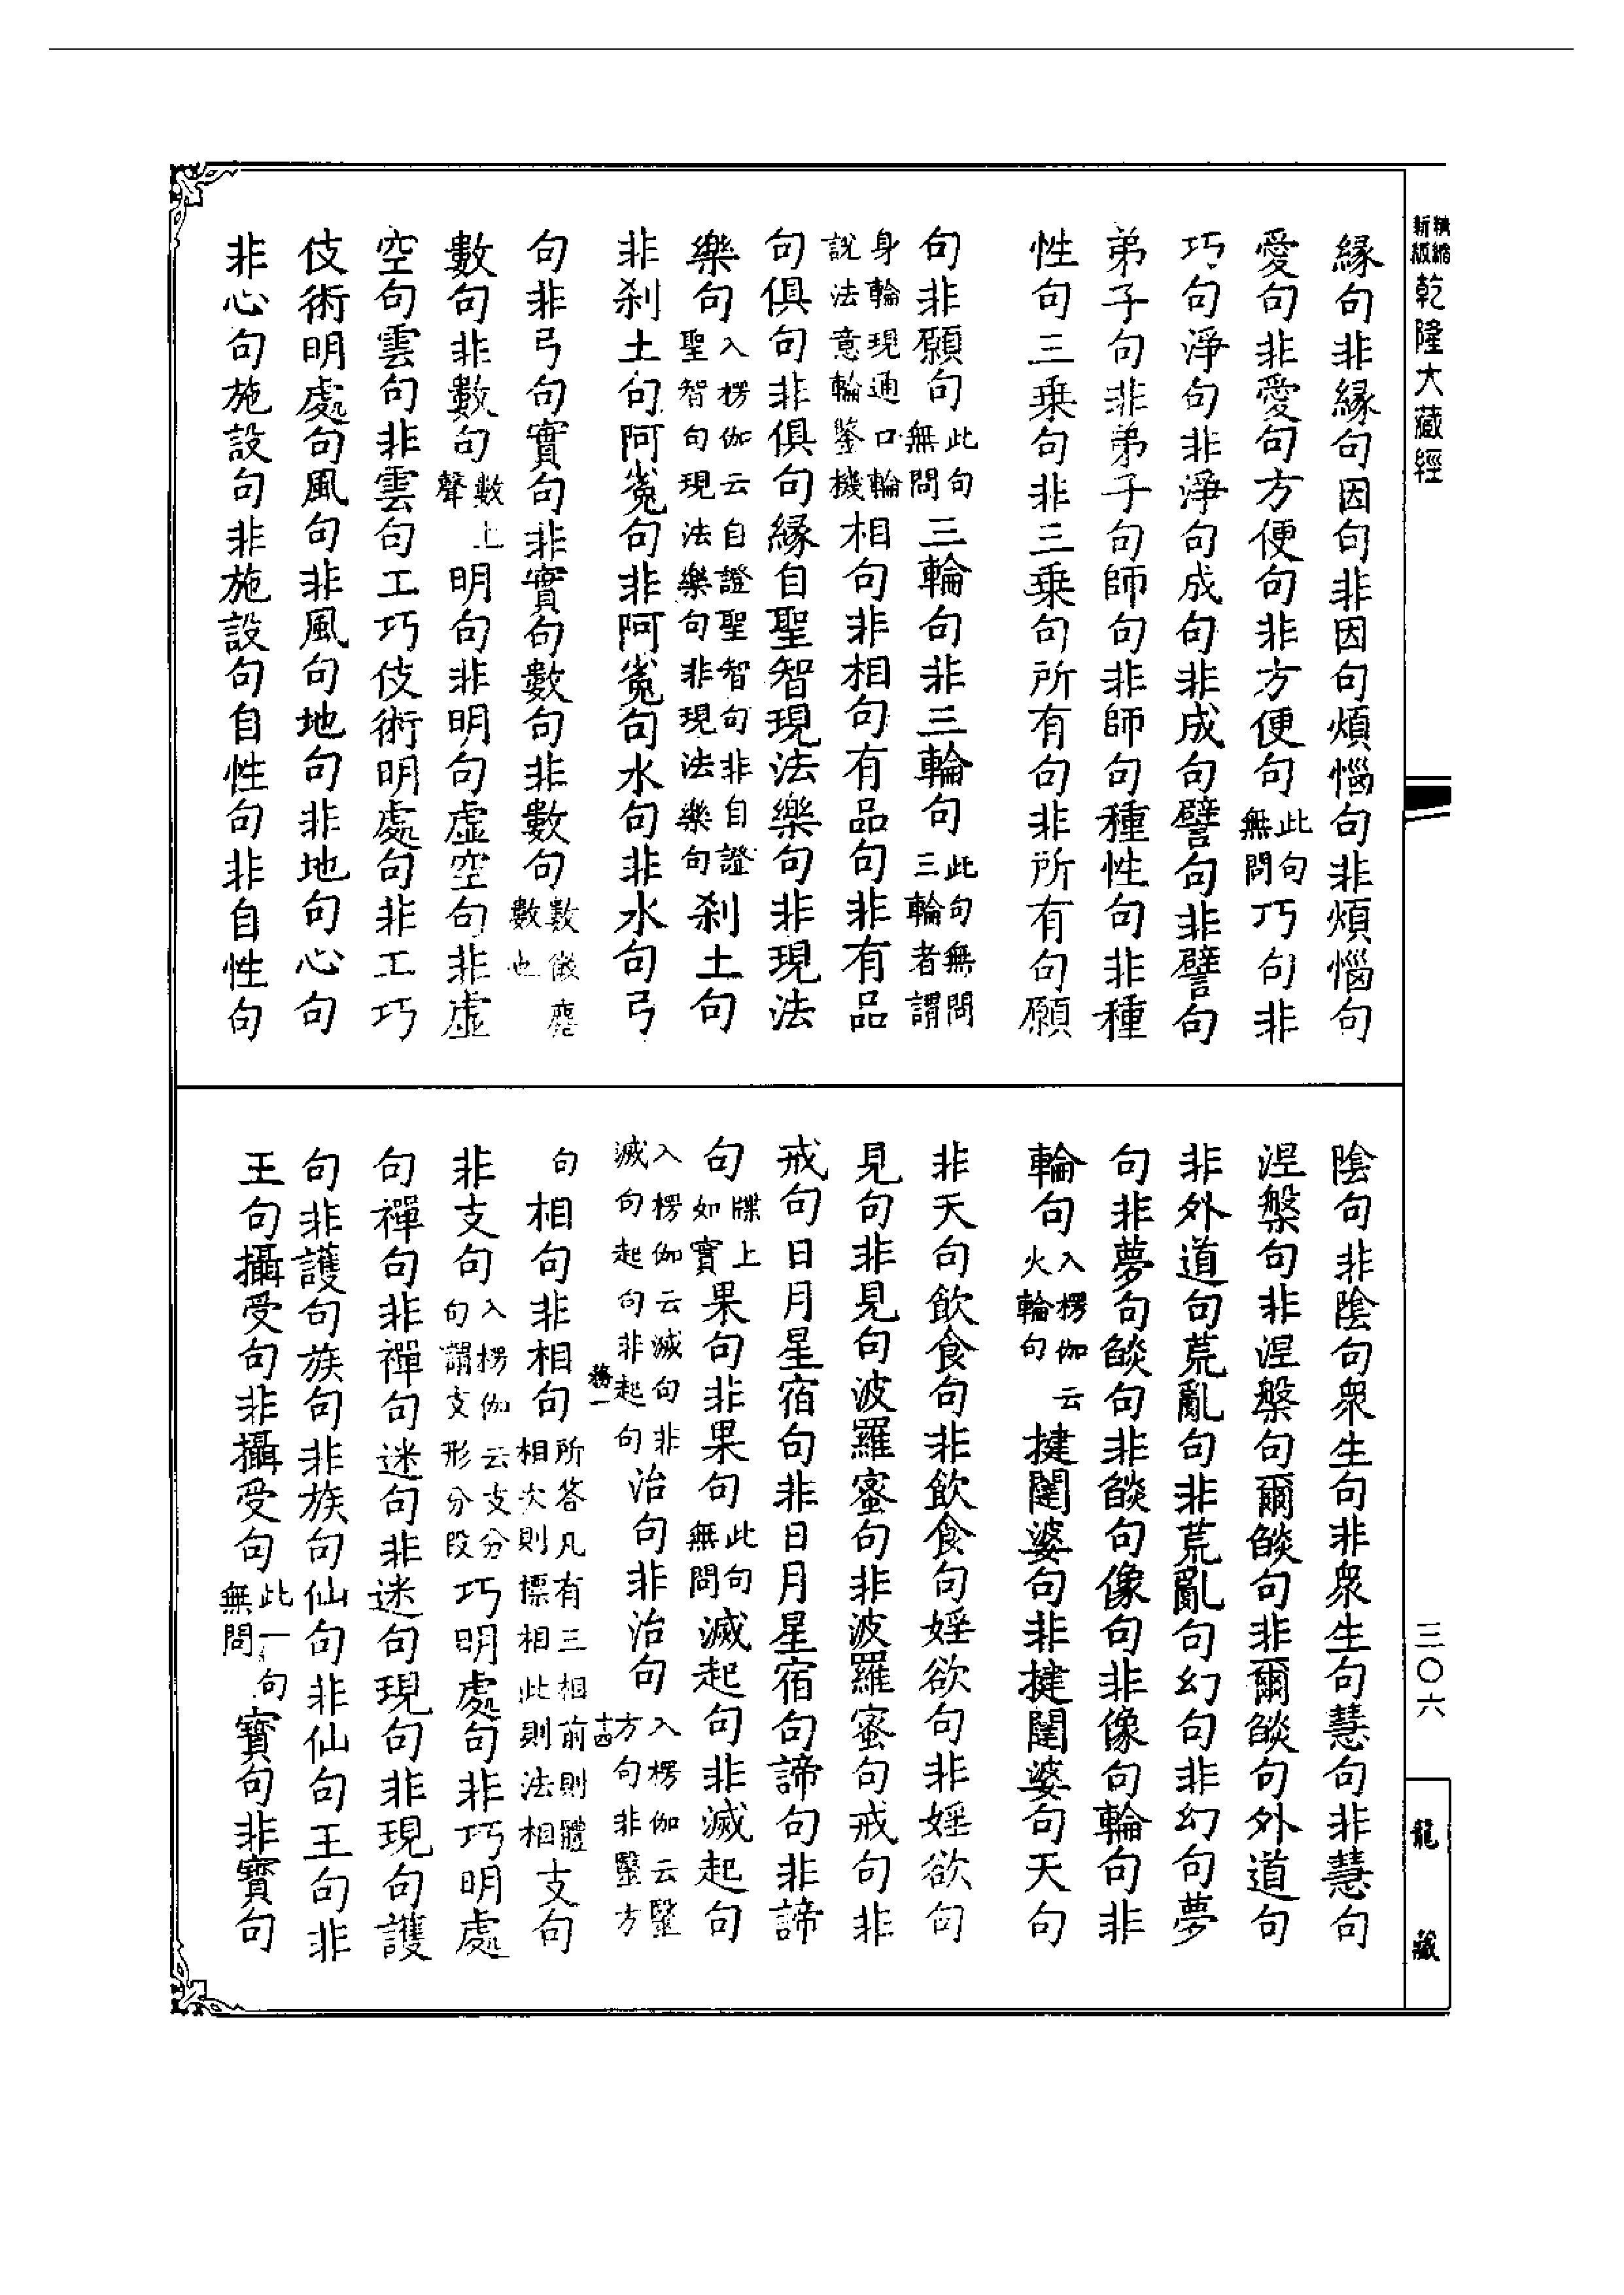 精縮新版乾隆大藏經
緣句非緣句因句非因句煩惱句非煩惱句
愛句非愛句方便句非方便句此句無問巧句非
巧句淨句非淨句成句非成句譬句非譬句
弟子句非弟子句師句非師句種性句非種
性句三乘句非三乘句所有句非所有句願
句非願句此句無問三輪句非三輪句此句無問三輪者謂
身輪現通口輪說法意輪鑒機相句非相句有品句非有品
句俱句非俱句緣自聖智現法樂句非現法
樂句入楞伽云自證聖智句非自證聖智句現法樂句非現法樂句剎土句
非剎土句阿㝹句非阿㝹句水句非水句弓
句非弓句實句非實句數句非數句數微塵數也
數句非數句數上聲明句非明句虛空句非虛
空句雲句非雲句工巧伎術明處句非工巧
伎術明處句風句非風句地句非地句心句
非心句施設句非施設句自性句非自性句
陰句非陰句眾生句非眾生句慧句非慧句
涅槃句非涅槃句爾燄句非爾燄句外道句
非外道句荒亂句非荒亂句幻句非幻句夢
句非夢句燄句非燄句像句非像句輪句非
輪句入楞伽云火輪句揵闥婆句非揵闥婆句天句
非天句飲食句非飲食句婬欲句非婬欲句
見句非見句波羅蜜句非波羅蜜句戒句非
戒句日月星宿句非日月星宿句諦句非諦
句牒上如實果句非果句此句無問滅起句非滅起句
入楞伽云滅句非滅句起句非起句治句非治句入楞伽云醫方句非醫方
句相句非相句所答凡有三相前則體相次則標相此則法相支句
非支句入楞伽云支分句謂支形分段巧明處句非巧明處
句禪句非禪句迷句非迷句現句非現句護
句非護句族句非族句仙句非仙句王句非
王句攝受句非攝受句此一句無問寶句非寶句
務一
十四
三〇六
龍藏